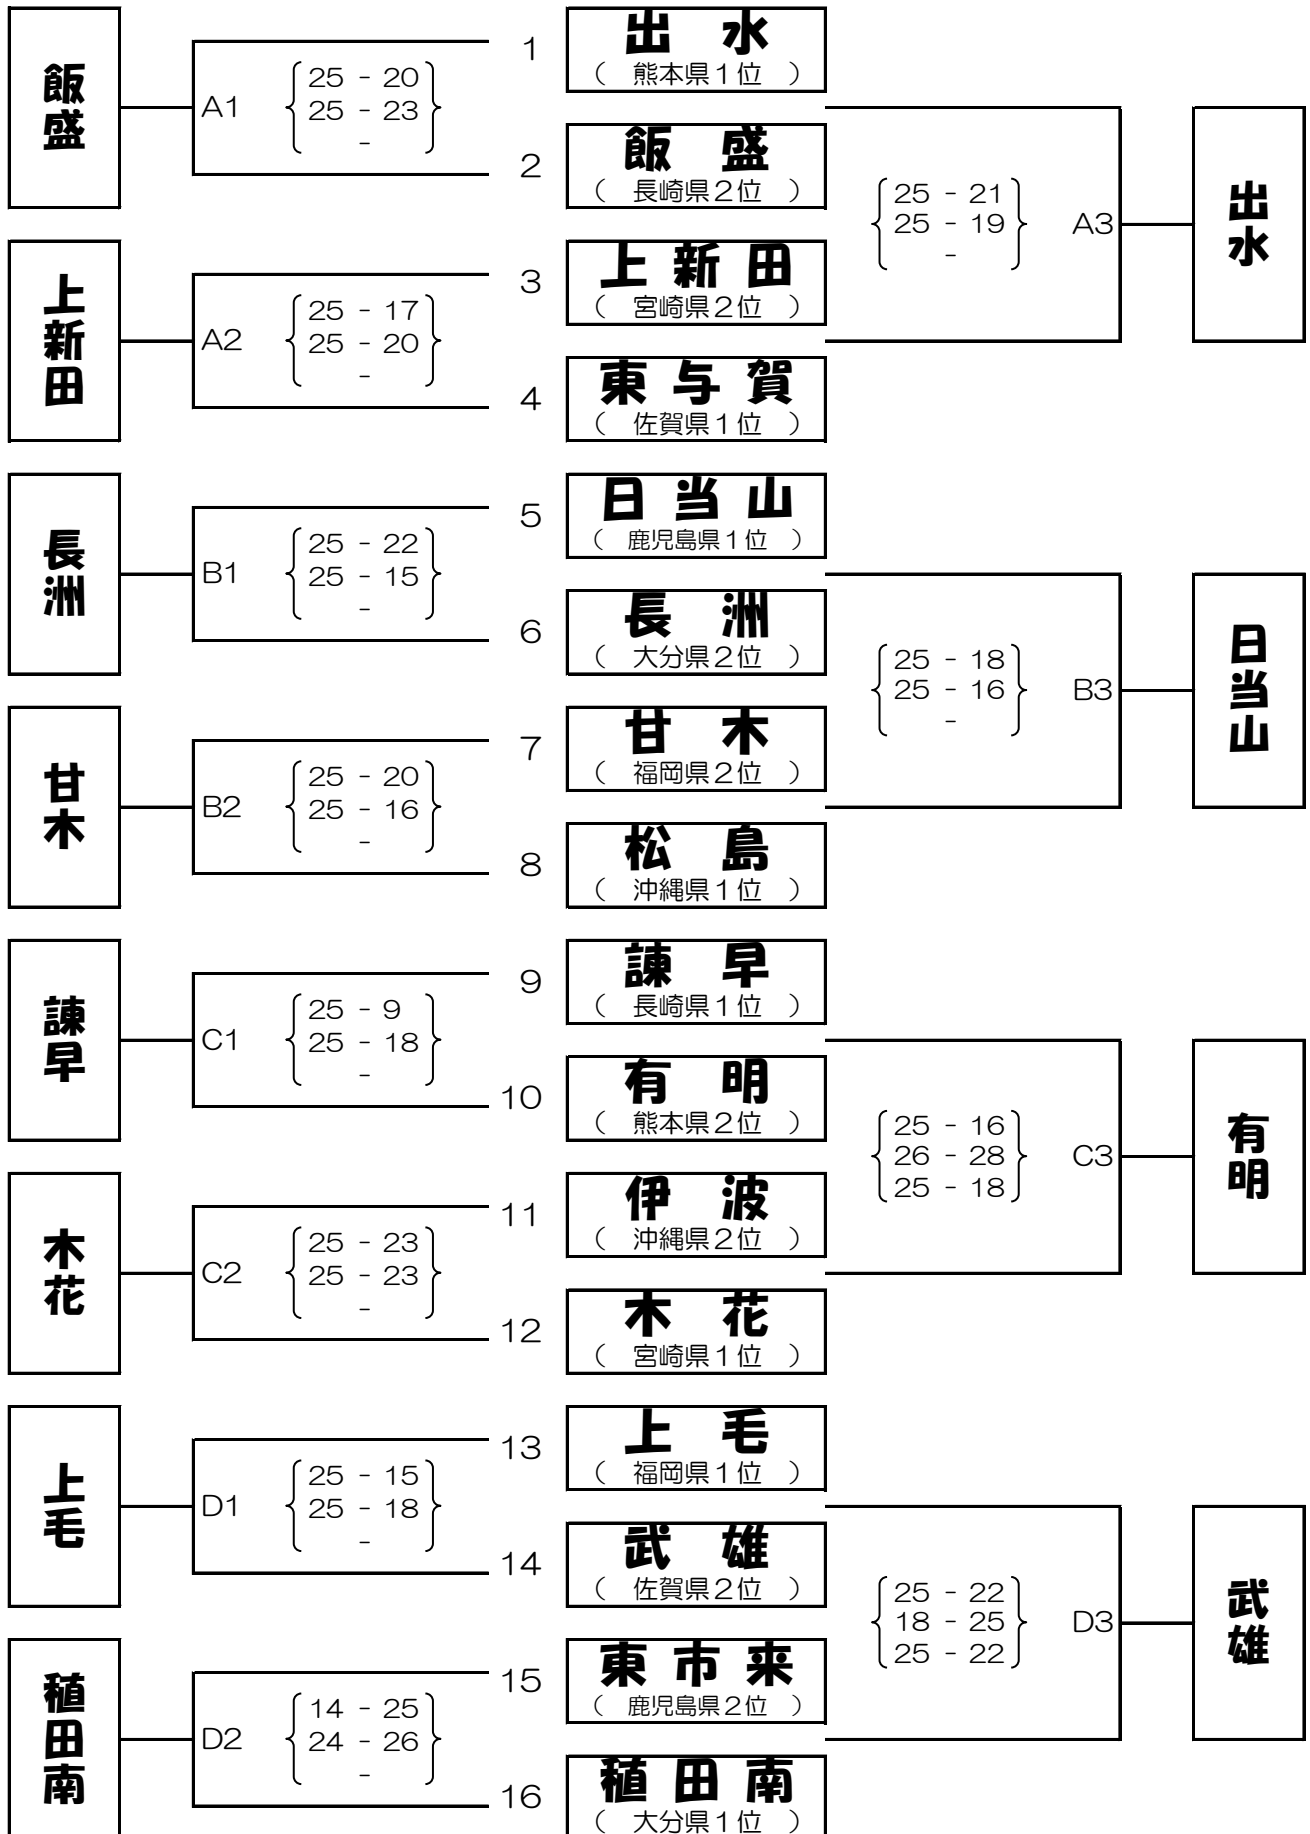 飯盛
A1
25 - 20
25 - 23
-
1
出 水
（ 熊本県１位 ）
2
飯 盛
（ 長崎県２位 ）
25 - 21
25 - 19
-
A3
出水
上新田
A2
25 - 17
25 - 20
-
3
上 新 田
（ 宮崎県２位 ）
4
東 与 賀
（ 佐賀県１位 ）
長洲
B1
25 - 22
25 - 15
-
5
日 当 山
（ 鹿児島県１位 ）
6
長 洲
（ 大分県２位 ）
25 - 18
25 - 16
-
B3
日当山
甘木
B2
25 - 20
25 - 16
-
7
甘 木
（ 福岡県２位 ）
8
松 島
（ 沖縄県１位 ）
諫早
C1
25 - 9
25 - 18
-
9
諫 早
（ 長崎県１位 ）
10
有 明
（ 熊本県２位 ）
25 - 16
26 - 28
25 - 18
C3
有明
木花
C2
25 - 23
25 - 23
-
11
伊 波
（ 沖縄県２位 ）
12
木 花
（ 宮崎県１位 ）
上毛
D1
25 - 15
25 - 18
-
13
上 毛
（ 福岡県１位 ）
14
武 雄
（ 佐賀県２位 ）
25 - 22
18 - 25
25 - 22
D3
武雄
稙田南
D2
14 - 25
24 - 26
-
15
東 市 来
（ 鹿児島県２位 ）
16
稙 田 南
（ 大分県１位 ）